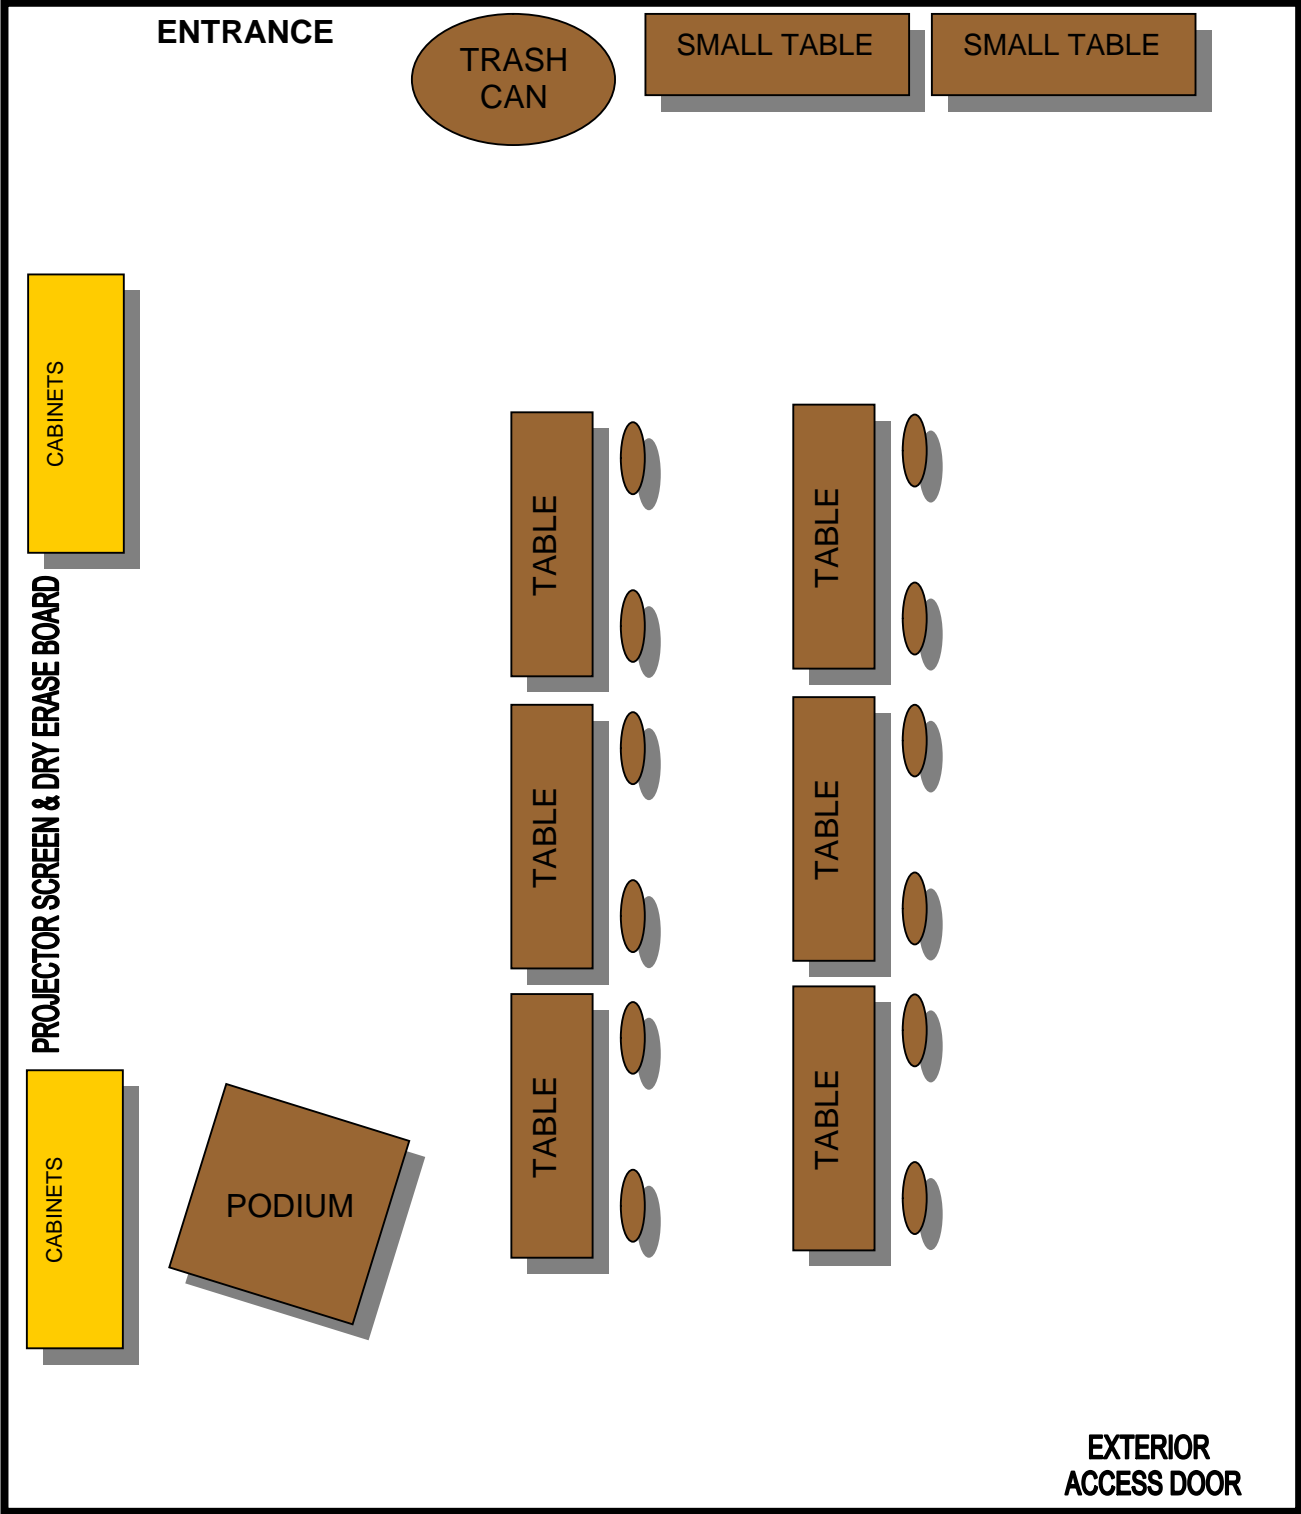 ENTRANCE
TRASH
CAN
SMALL TABLE
SMALL TABLE
CABINETS
PROJECTOR SCREEN & DRY ERASE BOARD
TABLE
TABLE
TABLE
TABLE
TABLE
TABLE
CABINETS
PODIUM
EXTERIOR
ACCESS DOOR